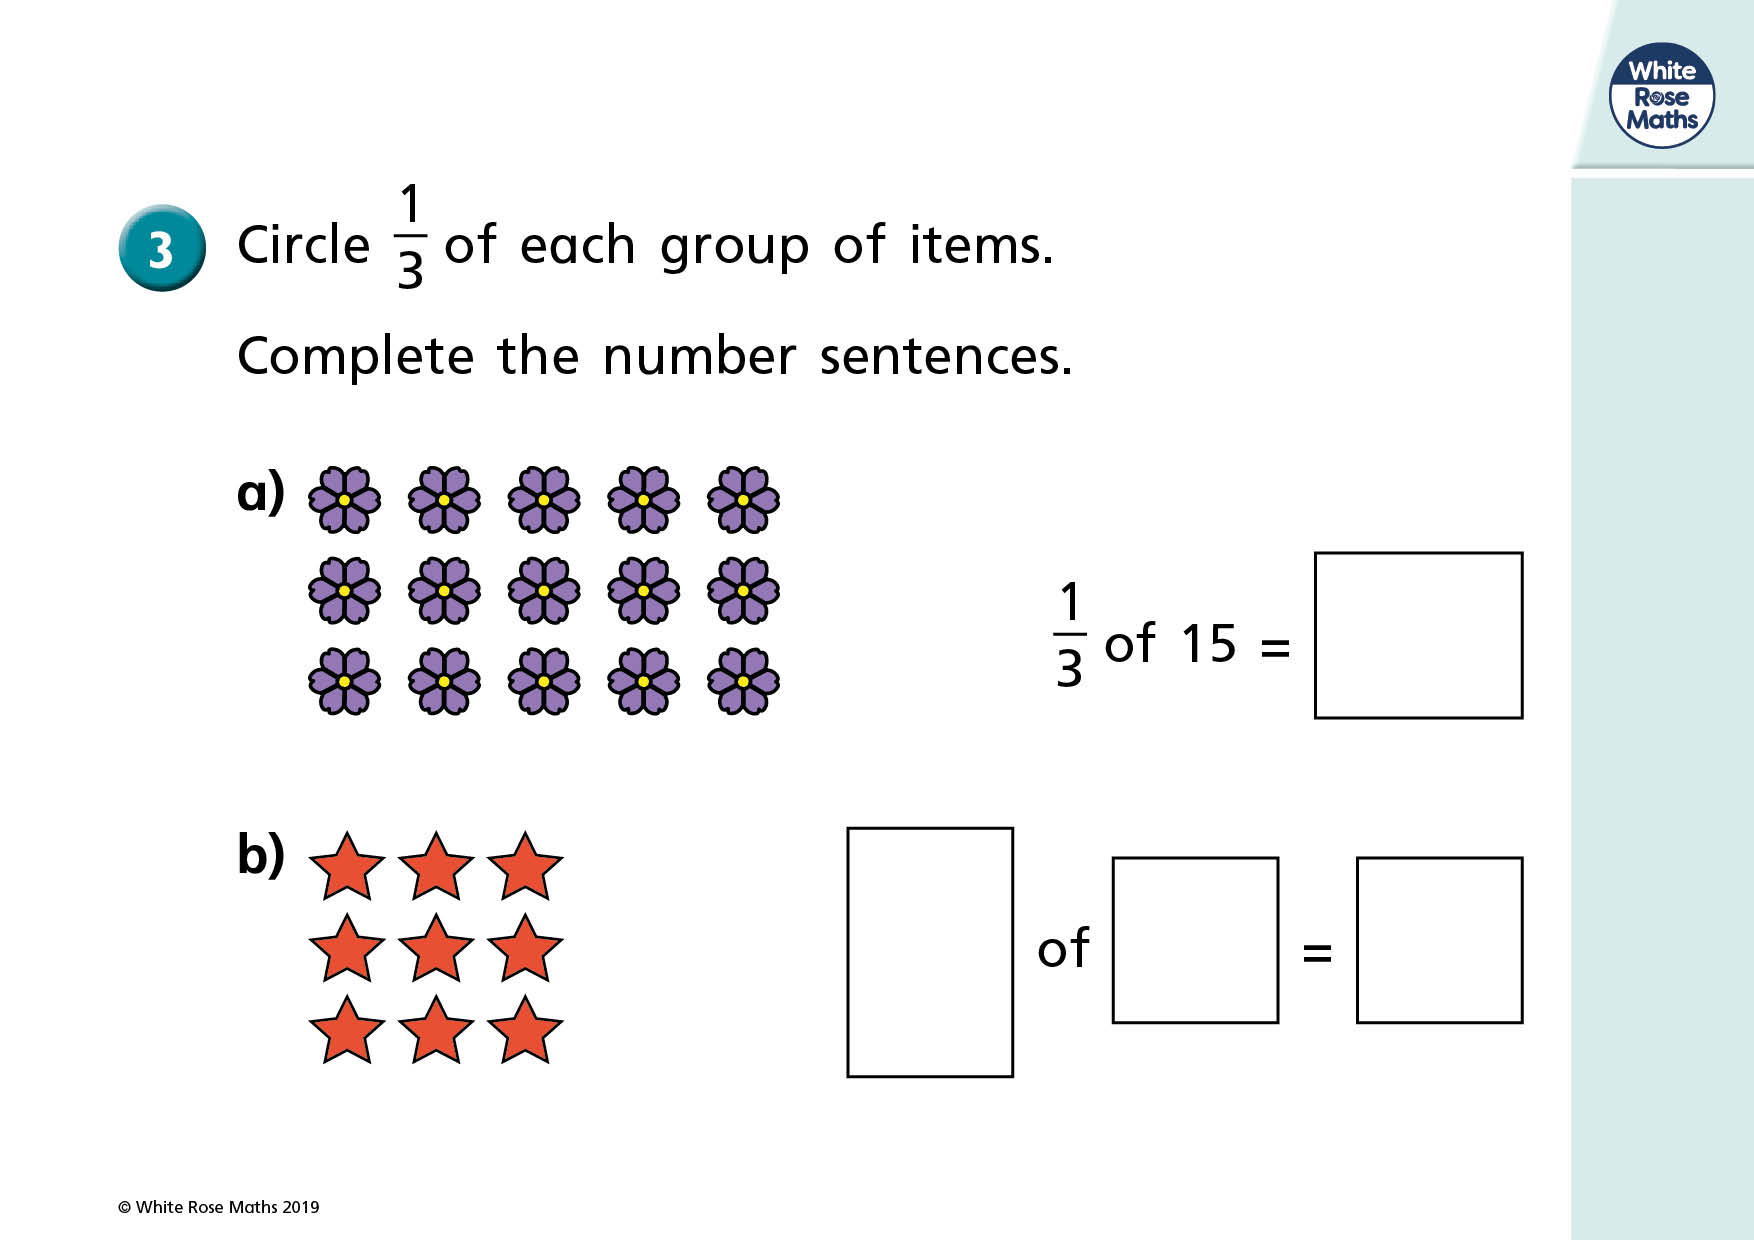 White
Rose
Maths
3 Circle 1/3 of each group of items.
Complete the number sentences.
a)
1/3 of 15 =
b)
of =
© White Rose Maths 2019